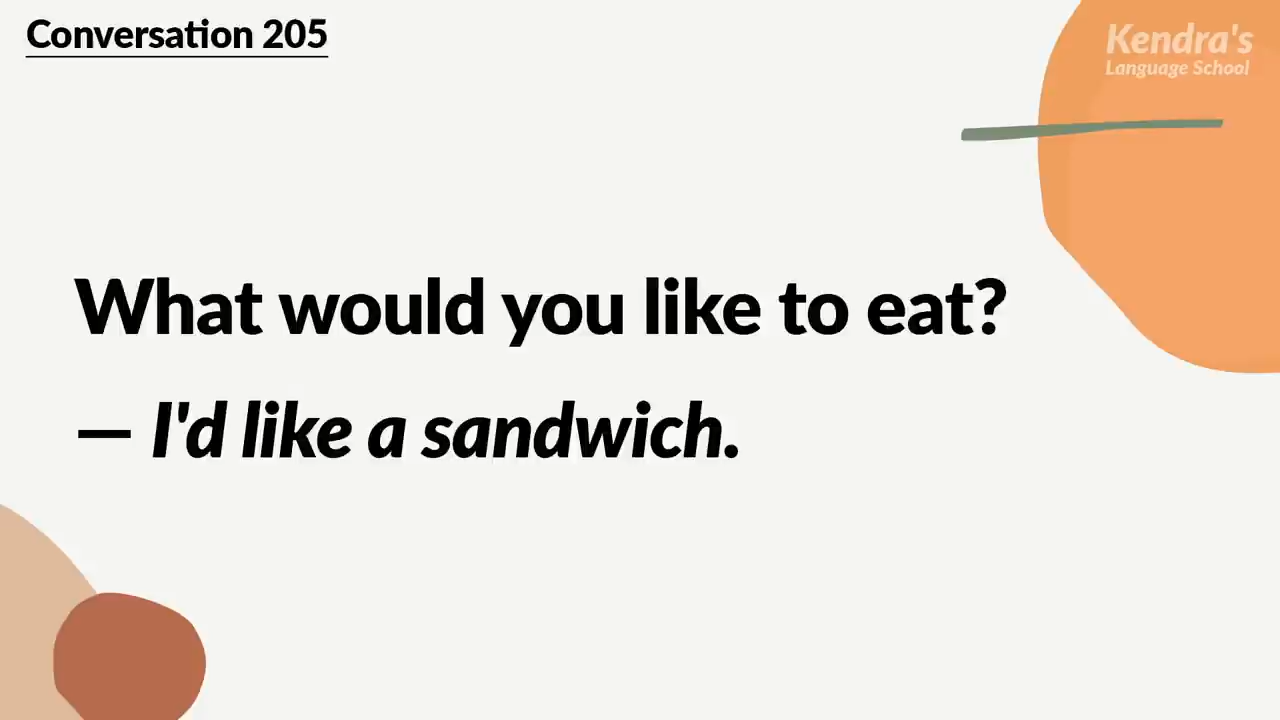 Conversation 205
Kendra's
Language School
What would you like to eat?
— I'd like a sandwich.